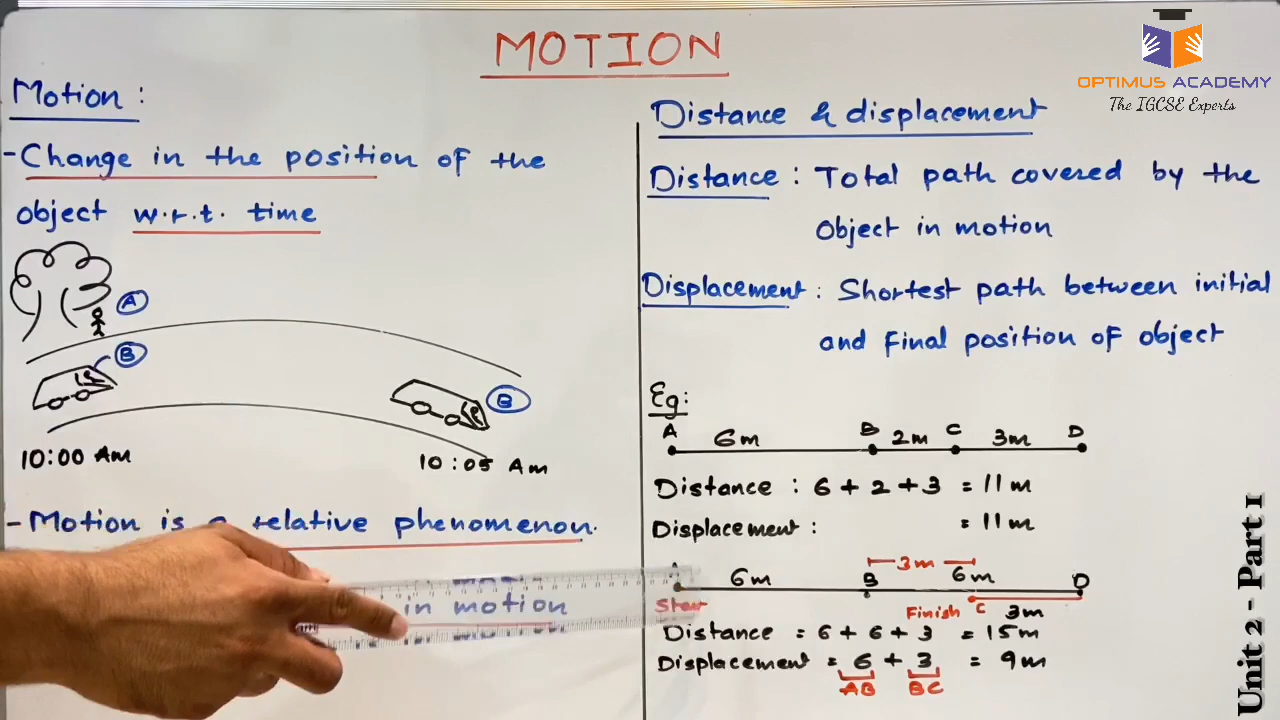 MOTION
OPTIMUS ACADEMY
The IGCSE Experts
Motion :
- Change in the position of the
object w.r.t. time
A
B
B
10:00 Am
10:05 Am
- Motion is relative phenomenon.
in motion
Distance & displacement
Distance : Total path covered by the
object in motion
Displacement : Shortest path between initial
and final position of object
Eg:
A 6m B 2m C 3m D
Distance : 6 + 2 + 3 = 11m
Displacement : = 11m
3m
6m B 6m D
Start Finish C 3m
Distance = 6 + 6 + 3 = 15m
Displacement = 6 + 3 = 9m
AB BC
Unit 2 - Part 1